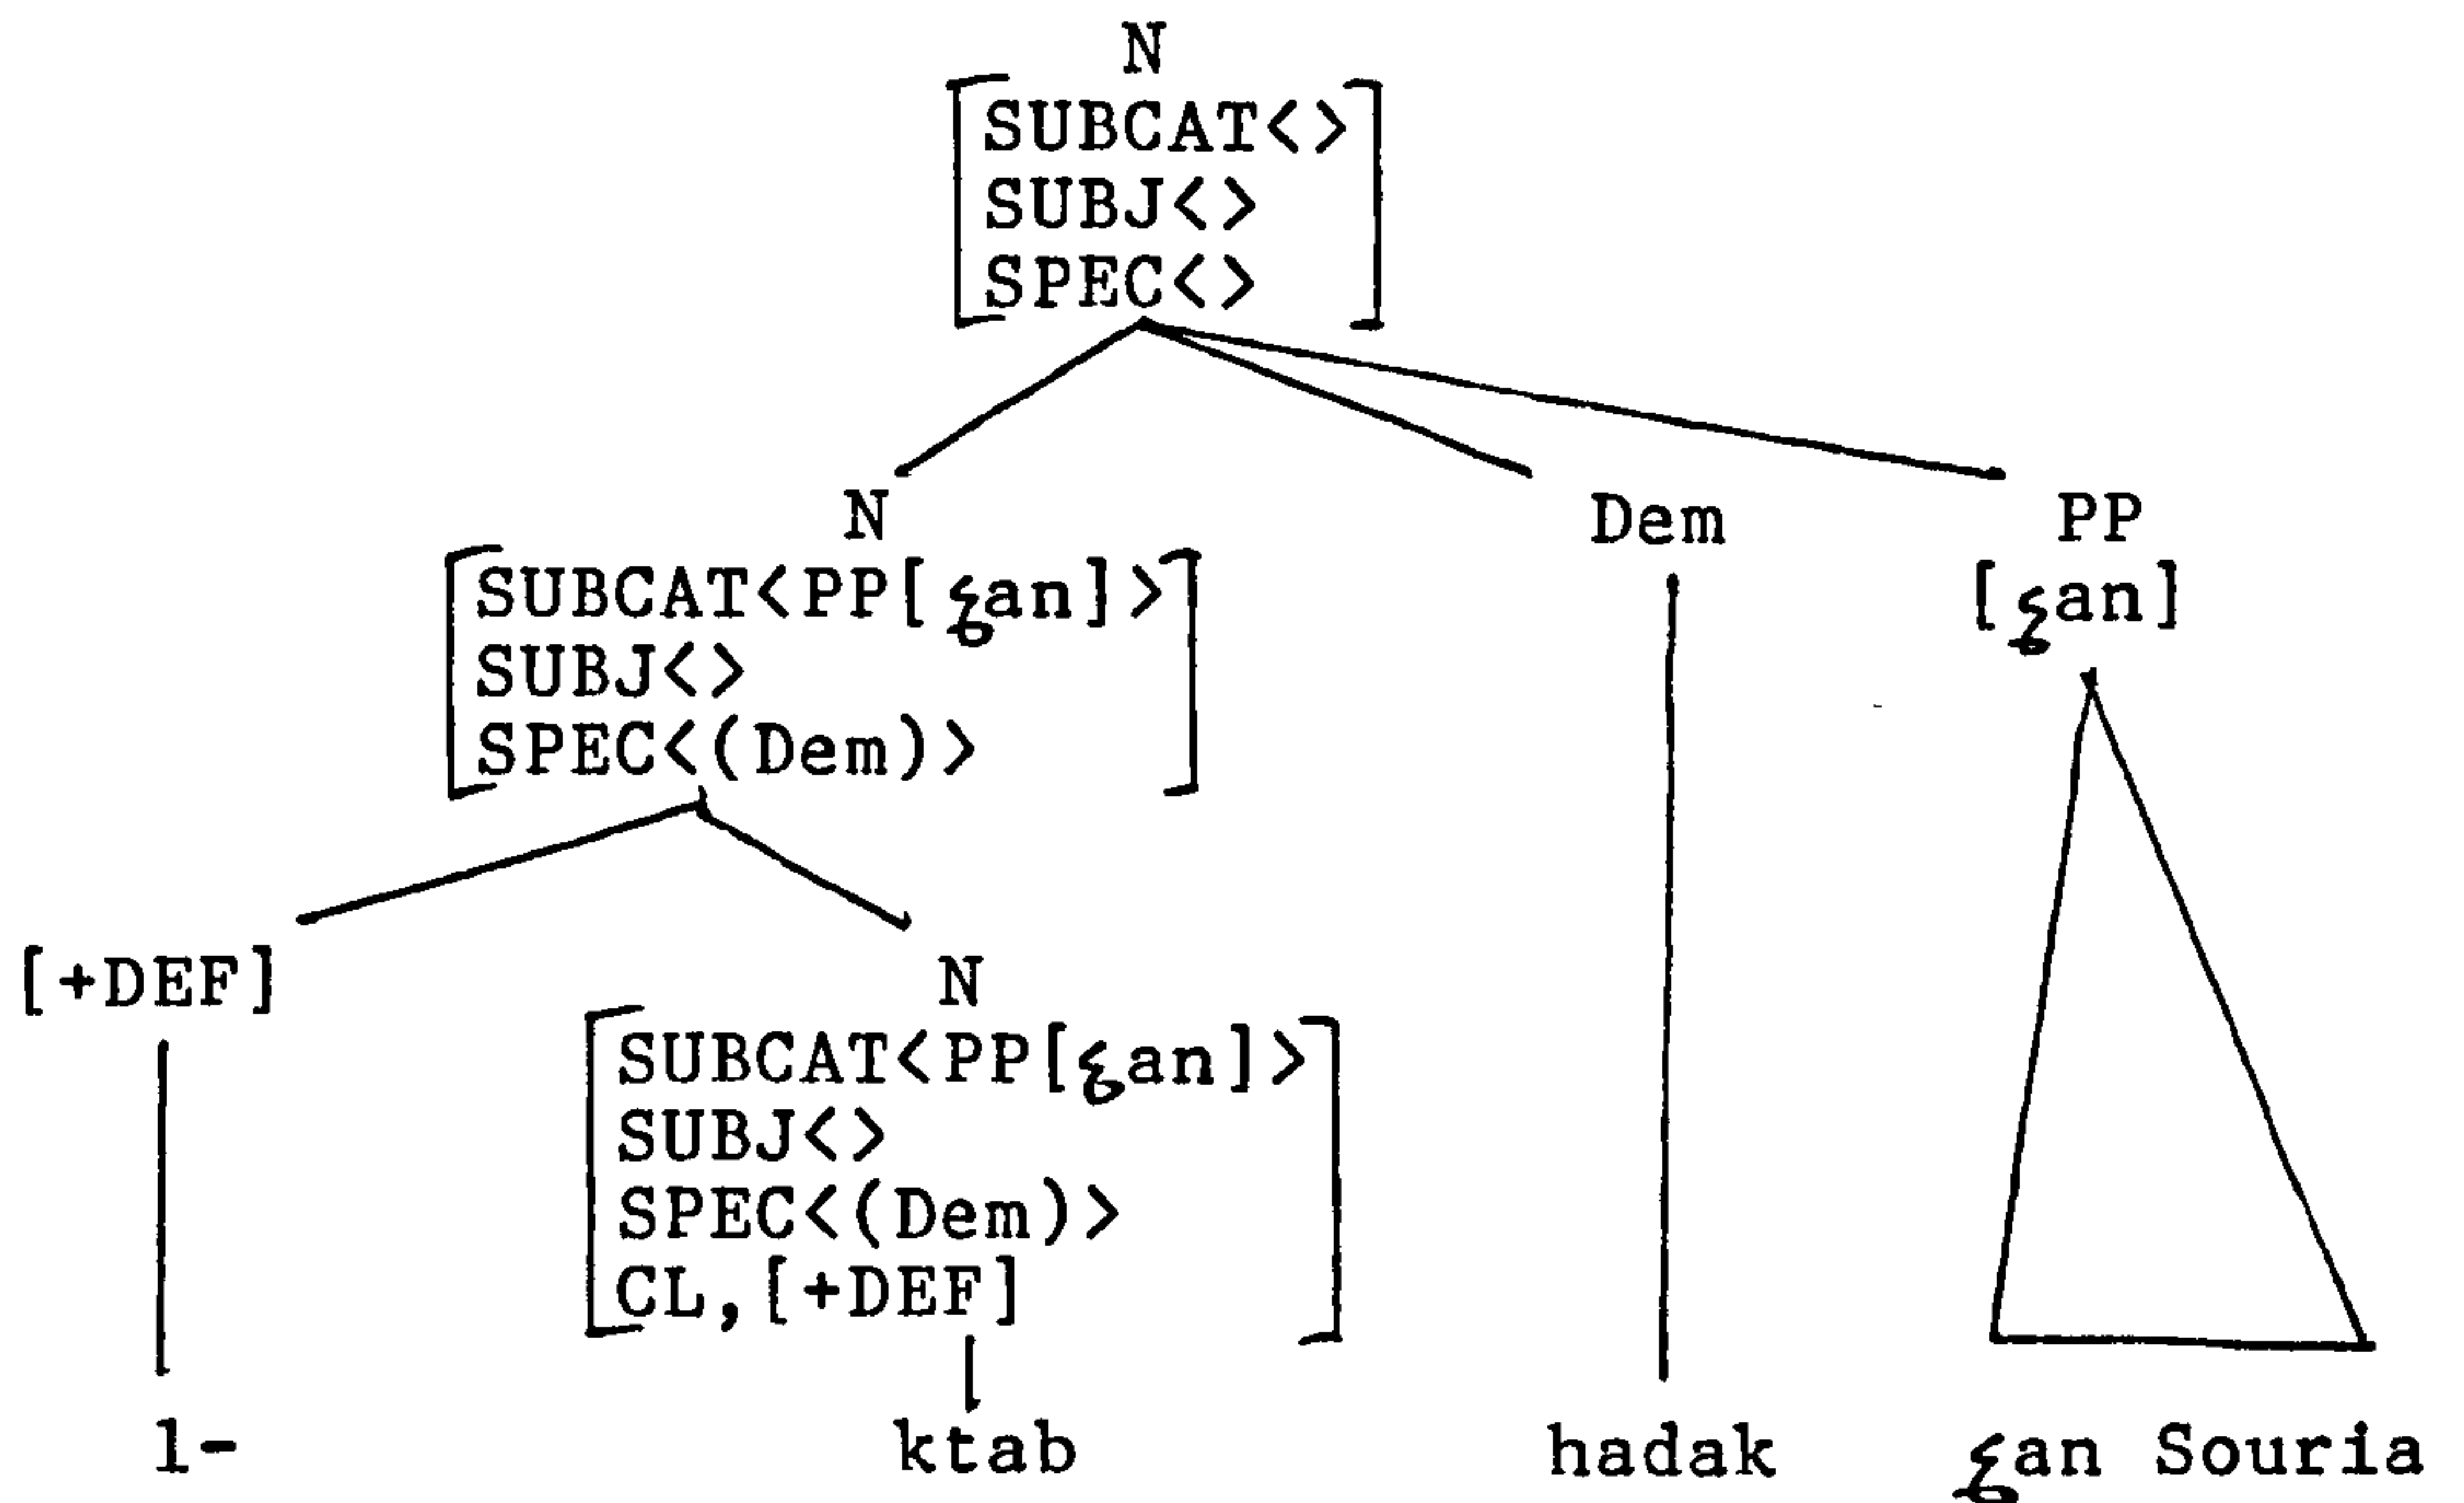 N
SUBCAT<>
SUBJ<>
SPEC<>
N Dem PP
SUBCAT<PP[ʕan]> [ʕan]
SUBJ<>
SPEC<(Dem)>
[+DEF] N
SUBCAT<PP[ʕan]>
SUBJ<>
SPEC<(Dem)>
CL,[+DEF]
l- ktab hadak ʕan Souria